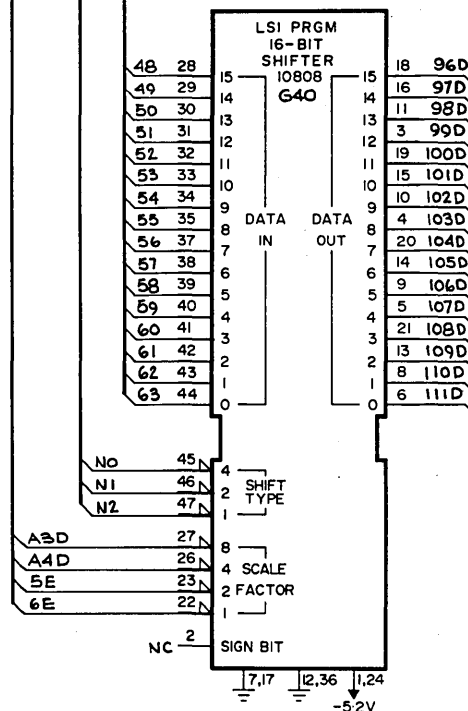 LSI PRGM
16-BIT
SHIFTER
10808
G40
48 28 15 15 18 96D
49 29 14 14 16 97D
50 30 13 13 11 98D
51 31 12 12 3 99D
52 32 11 11 19 100D
53 33 10 10 15 101D
54 34 9 9 10 102D
55 35 8 8 4 103D
DATA DATA
56 37 7 7 20 104D
IN OUT
57 38 6 6 14 105D
58 39 5 5 9 106D
59 40 4 4 5 107D
60 41 3 3 21 108D
61 42 2 2 13 109D
62 43 1 1 8 110D
63 44 0 0 6 111D
N0 45 4
N1 46 2 SHIFT
N2 47 1 TYPE
A3D 27 8
A4D 26 4 SCALE
5E 23 2 FACTOR
6E 22 1
NC 2 SIGN BIT
7,17 12,36 1,24
-5.2V